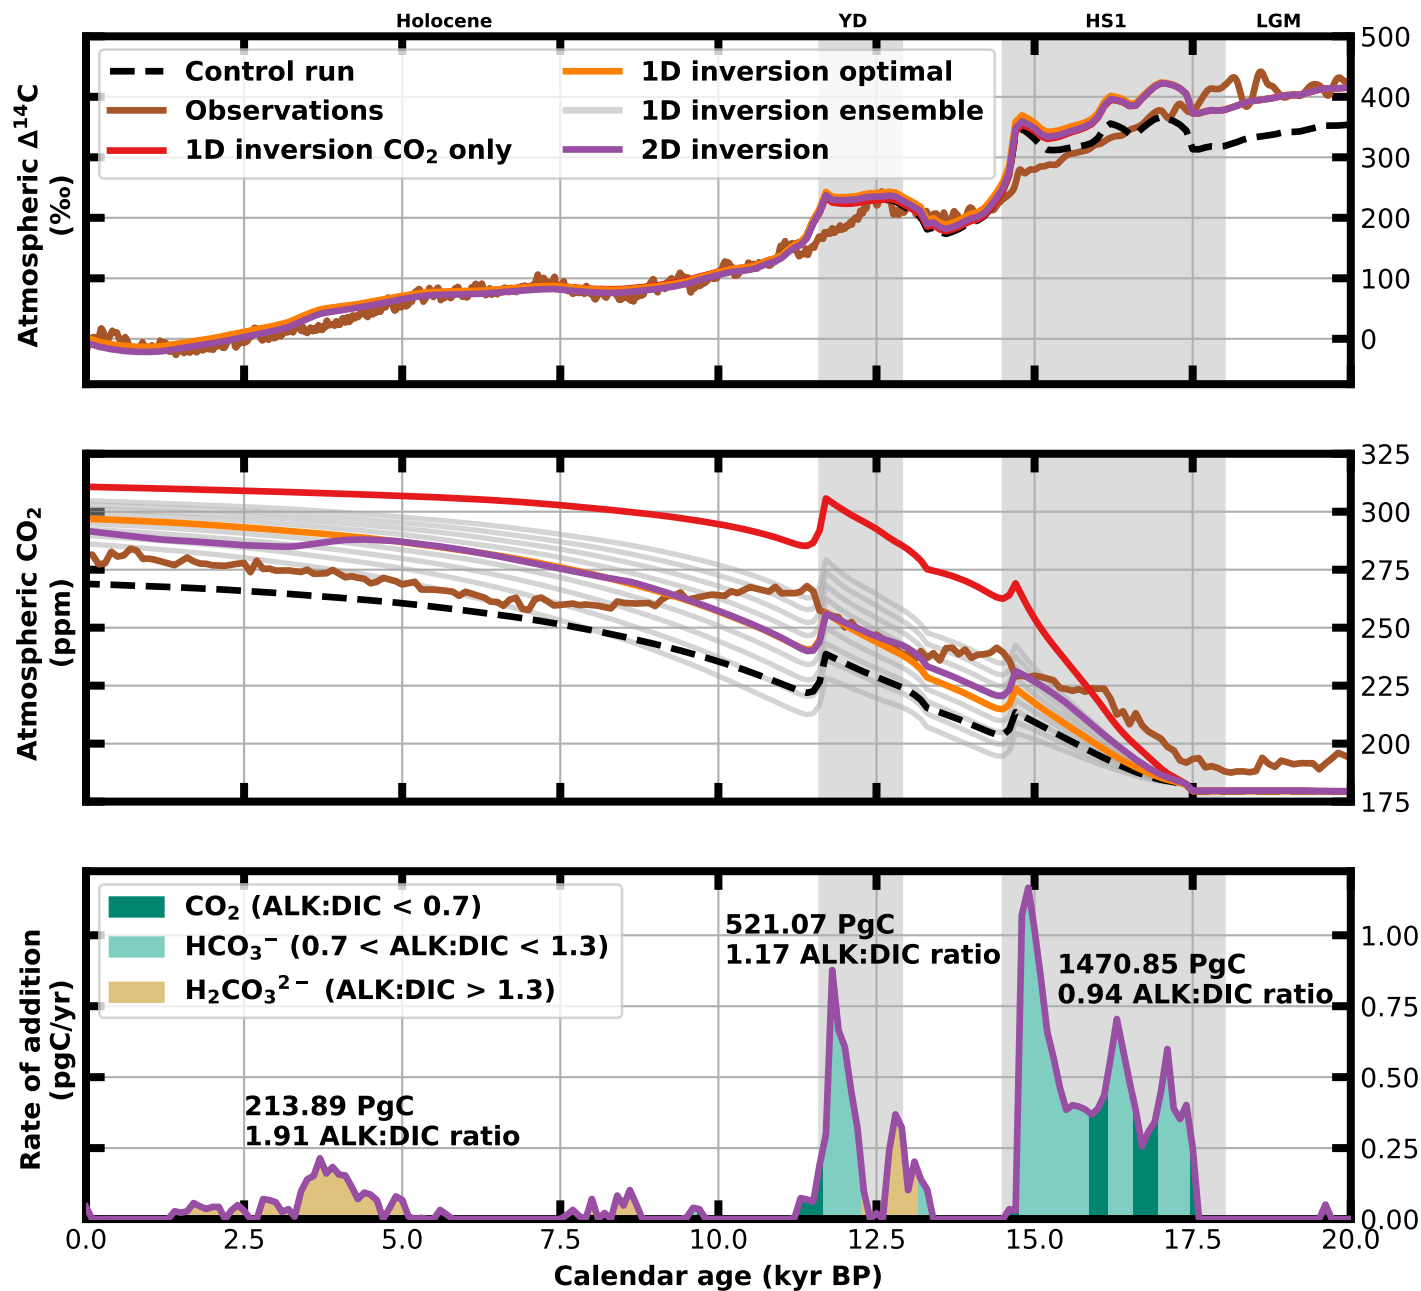 Holocene YD HS1 LGM
Control run
Observations
1D inversion CO₂ only
1D inversion optimal
1D inversion ensemble
2D inversion
Atmospheric Δ¹⁴C
(‰)
500
400
300
200
100
0
Atmospheric CO₂
(ppm)
325
300
275
250
225
200
175
CO₂ (ALK:DIC < 0.7)
HCO₃⁻ (0.7 < ALK:DIC < 1.3)
H₂CO₃²⁻ (ALK:DIC > 1.3)
521.07 PgC
1.17 ALK:DIC ratio
1470.85 PgC
0.94 ALK:DIC ratio
213.89 PgC
1.91 ALK:DIC ratio
Rate of addition
(pgC/yr)
1.00
0.75
0.50
0.25
0.00
0.0 2.5 5.0 7.5 10.0 12.5 15.0 17.5 20.0
Calendar age (kyr BP)